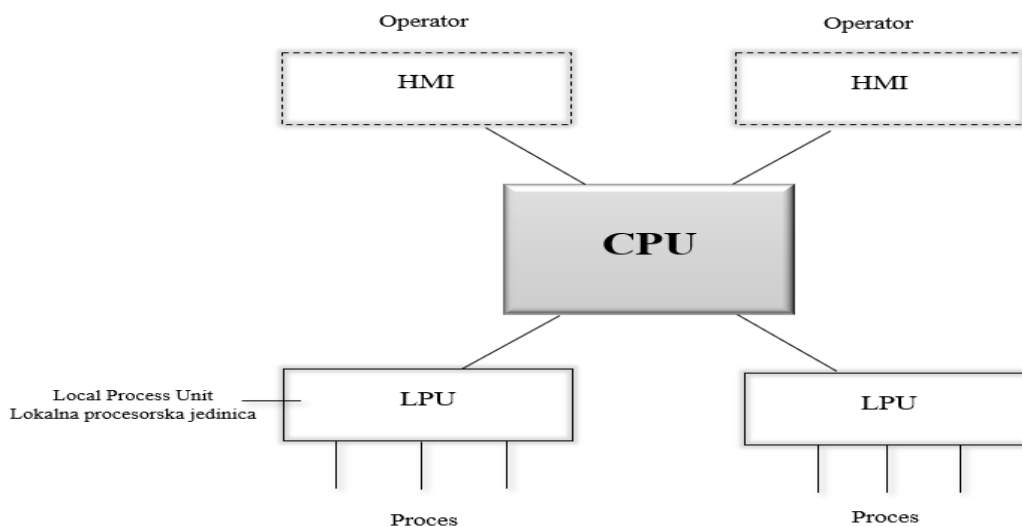 Operator
Operator
HMI
HMI
CPU
Local Process Unit
Lokalna procesorska jedinica
LPU
LPU
Proces
Proces